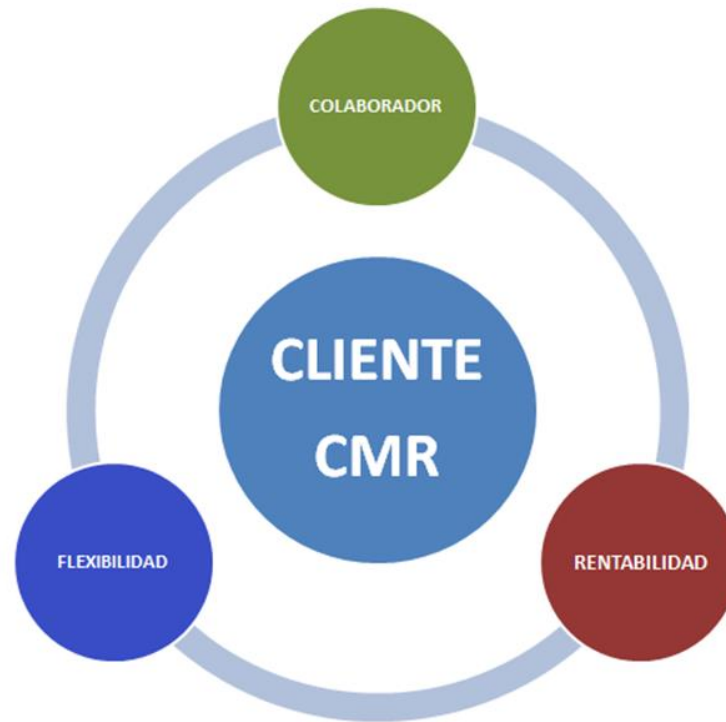 COLABORADOR
CLIENTE
CMR
FLEXIBILIDAD
RENTABILIDAD